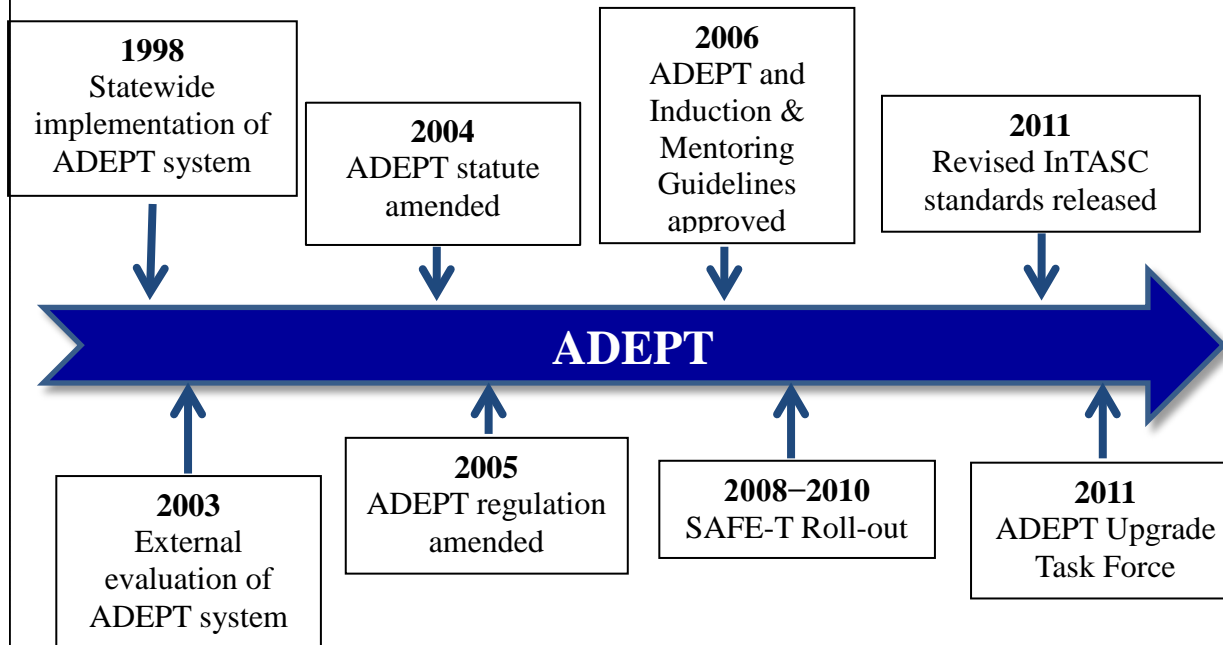 1998
Statewide
implementation of
ADEPT system
2004
ADEPT statute
amended
2006
ADEPT and
Induction &
Mentoring
Guidelines
approved
2011
Revised InTASC
standards released
ADEPT
2003
External
evaluation of
ADEPT system
2005
ADEPT regulation
amended
2008−2010
SAFE-T Roll-out
2011
ADEPT Upgrade
Task Force